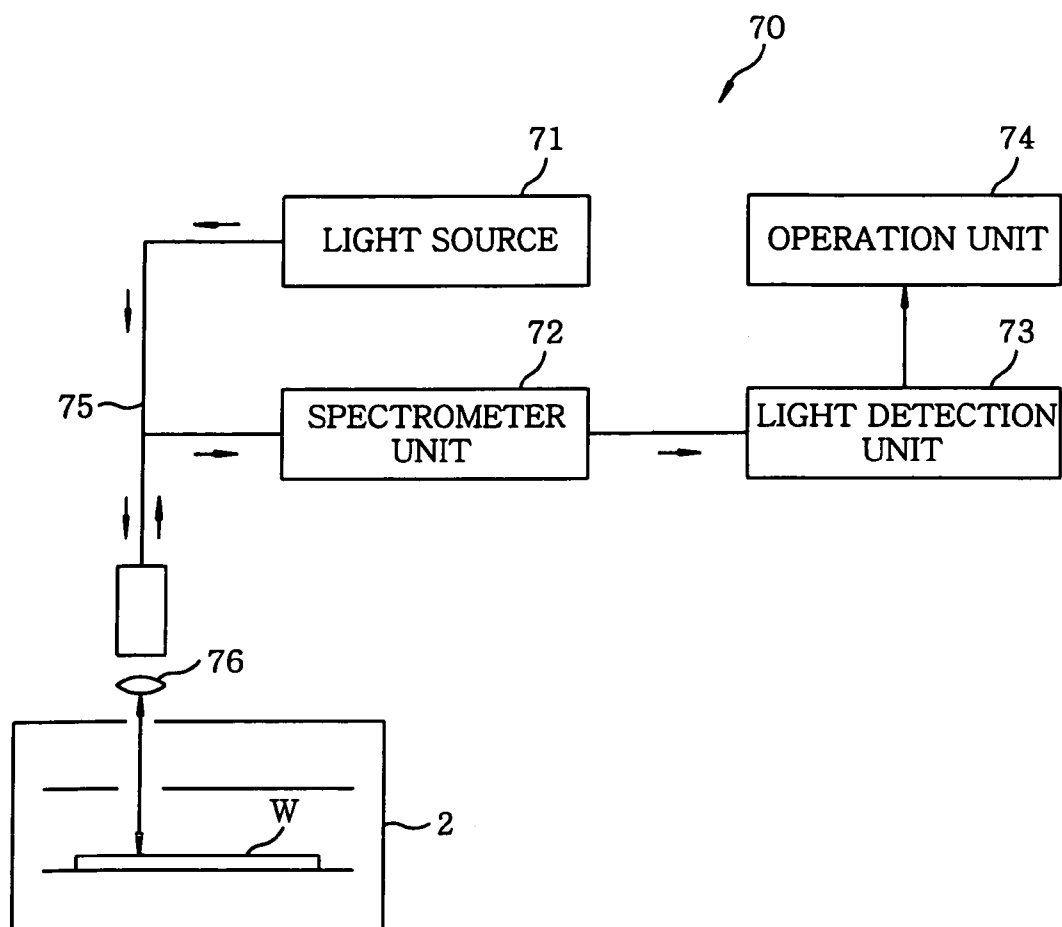 70
71
74
LIGHT SOURCE
OPERATION UNIT
72
73
75
SPECTROMETER
UNIT
LIGHT DETECTION
UNIT
76
W
2